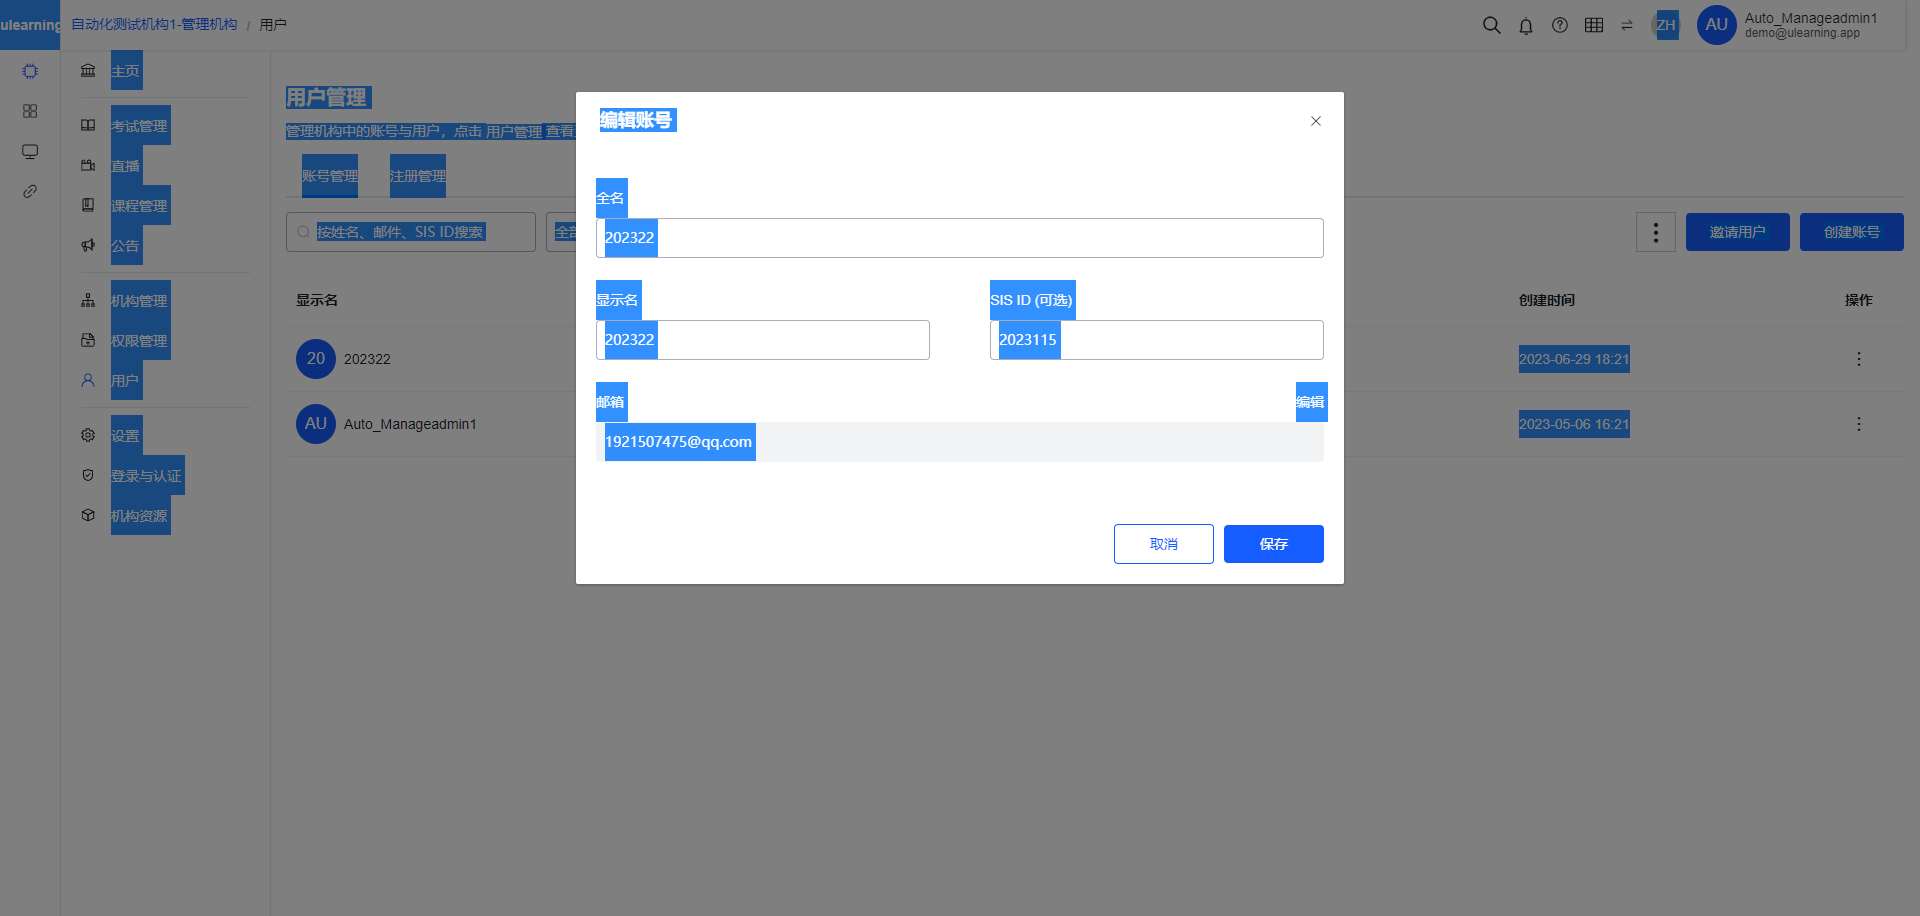 ulearning
自动化测试机构1-管理机构 / 用户
ZH
AU
Auto_Manageadmin1
demo@ulearning.app
主页
考试管理
直播
课程管理
公告
机构管理
权限管理
用户
设置
登录与认证
机构资源
用户管理
管理机构中的账号与用户，点击 用户管理 查看
账号管理
注册管理
按姓名、邮件、SIS ID搜索
邀请用户
创建账号
显示名
创建时间
操作
20
202322
2023-06-29 18:21
AU
Auto_Manageadmin1
2023-05-06 16:21
编辑账号
全名
202322
显示名
SIS ID (可选)
202322
2023115
邮箱
编辑
1921507475@qq.com
取消
保存